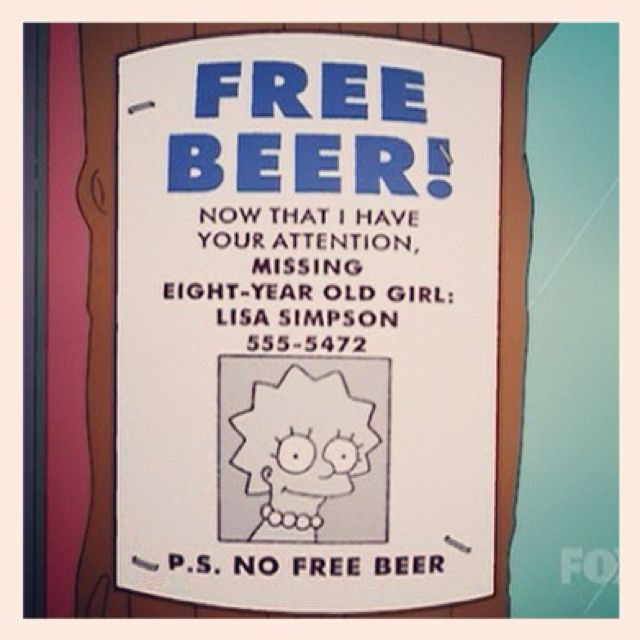 FREE
BEER!
NOW THAT I HAVE
YOUR ATTENTION,
MISSING
EIGHT-YEAR OLD GIRL:
LISA SIMPSON
555-5472
P.S. NO FREE BEER
FOX